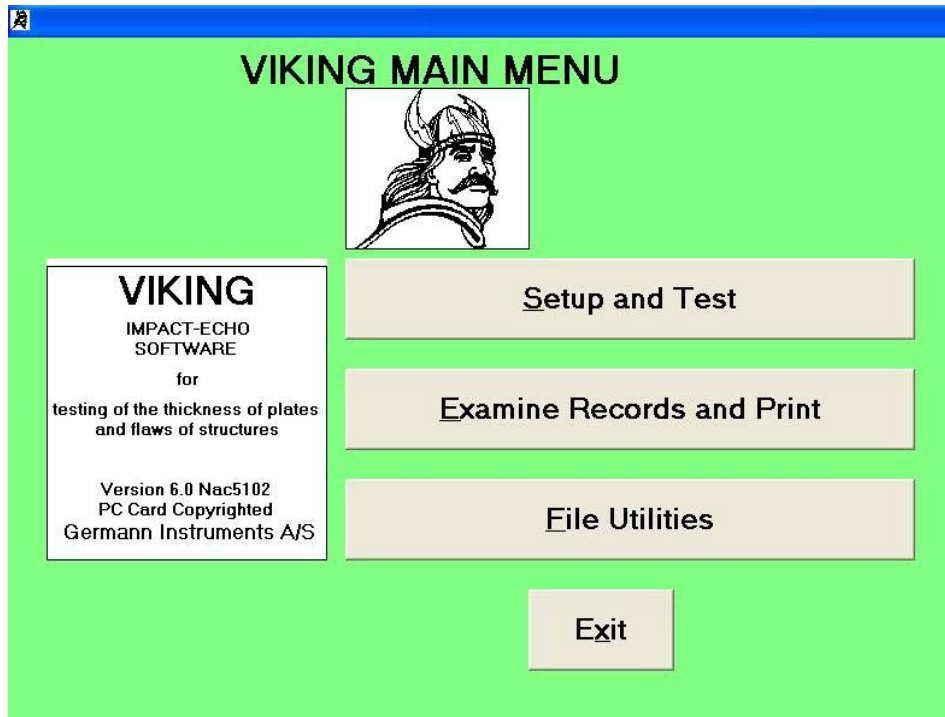 VIKING MAIN MENU
VIKING
IMPACT-ECHO
SOFTWARE
for
testing of the thickness of plates
and flaws of structures
Version 6.0 Nac5102
PC Card Copyrighted
Germann Instruments A/S
Setup and Test
Examine Records and Print
File Utilities
Exit